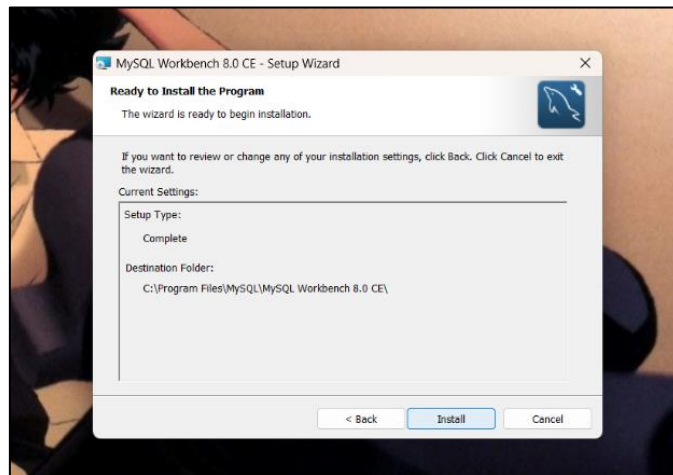 MySQL Workbench 8.0 CE - Setup Wizard
Ready to Install the Program
The wizard is ready to begin installation.
If you want to review or change any of your installation settings, click Back. Click Cancel to exit
the wizard.
Current Settings:
Setup Type:
Complete
Destination Folder:
C:\Program Files\MySQL\MySQL Workbench 8.0 CE\
< Back
Install
Cancel